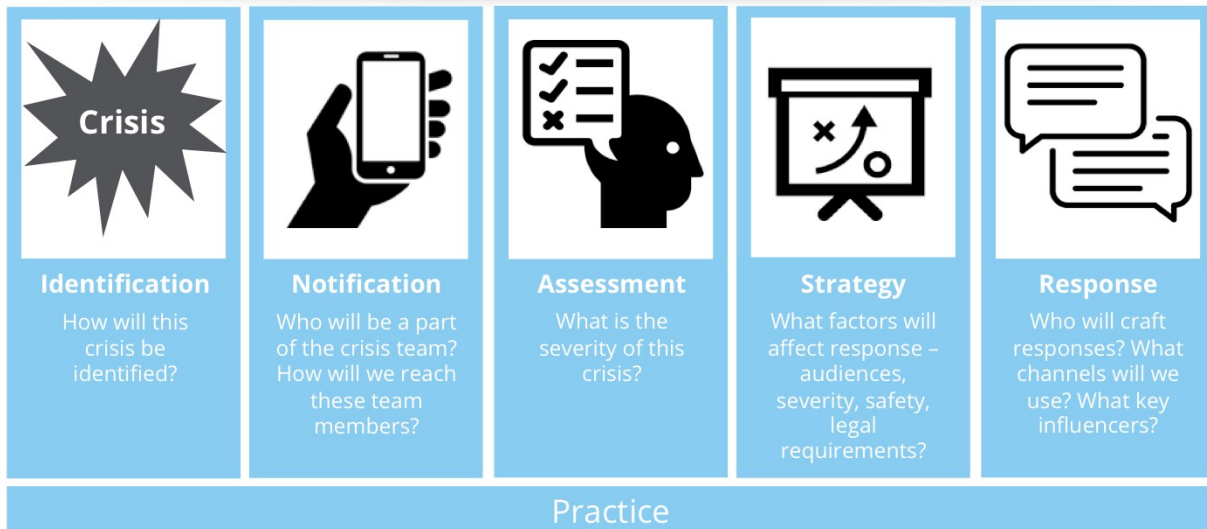 Crisis
Identification
How will this
crisis be
identified?
Notification
Who will be a part
of the crisis team?
How will we reach
these team
members?
Assessment
What is the
severity of this
crisis?
Strategy
What factors will
affect response –
audiences,
severity, safety,
legal
requirements?
Response
Who will craft
responses? What
channels will we
use? What key
influencers?
Practice